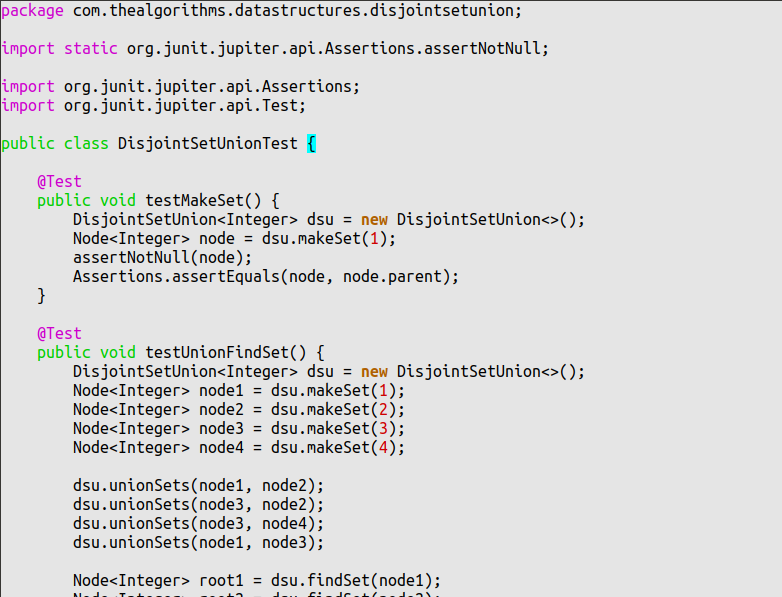 package com.thealgorithms.datastructures.disjointsetunion;
import static org.junit.jupiter.api.Assertions.assertNotNull;
import org.junit.jupiter.api.Assertions;
import org.junit.jupiter.api.Test;
public class DisjointSetUnionTest {
    @Test
    public void testMakeSet() {
        DisjointSetUnion<Integer> dsu = new DisjointSetUnion<>();
        Node<Integer> node = dsu.makeSet(1);
        assertNotNull(node);
        Assertions.assertEquals(node, node.parent);
    }
    @Test
    public void testUnionFindSet() {
        DisjointSetUnion<Integer> dsu = new DisjointSetUnion<>();
        Node<Integer> node1 = dsu.makeSet(1);
        Node<Integer> node2 = dsu.makeSet(2);
        Node<Integer> node3 = dsu.makeSet(3);
        Node<Integer> node4 = dsu.makeSet(4);
        dsu.unionSets(node1, node2);
        dsu.unionSets(node3, node2);
        dsu.unionSets(node3, node4);
        dsu.unionSets(node1, node3);
        Node<Integer> root1 = dsu.findSet(node1);